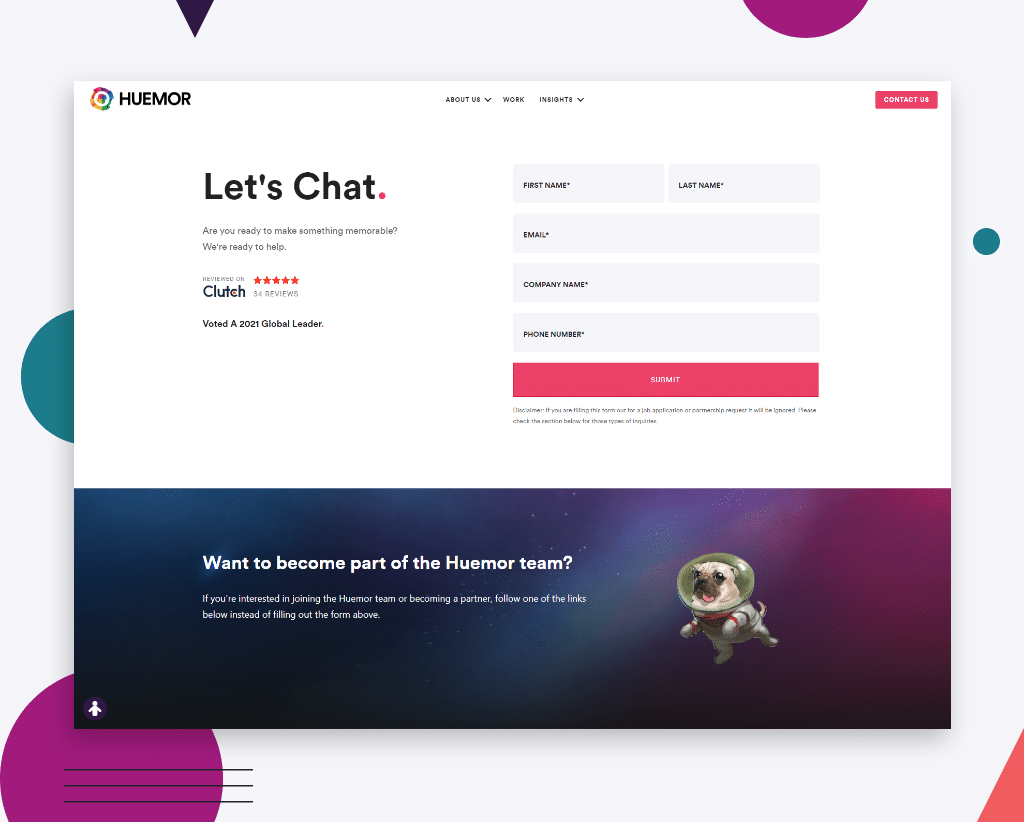 HUEMOR
ABOUT US WORK INSIGHTS
CONTACT US
Let's Chat.
Are you ready to make something memorable?
We're ready to help.
REVIEWED ON
Clutch
34 REVIEWS
Voted A 2021 Global Leader.
FIRST NAME* LAST NAME*
EMAIL*
COMPANY NAME*
PHONE NUMBER*
SUBMIT
Disclaimer: If you are filling this form out for a job application or partnership request it will be ignored. Please
check the section below for those types of inquiries.
Want to become part of the Huemor team?
If you're interested in joining the Huemor team or becoming a partner, follow one of the links
below instead of filling out the form above.